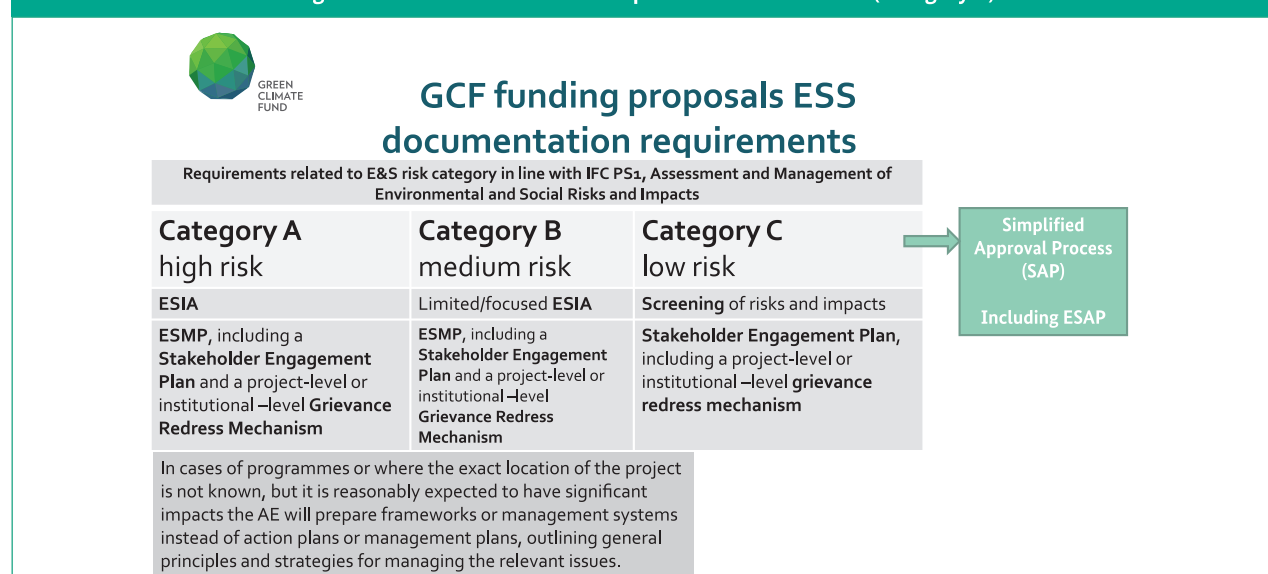 GREEN
CLIMATE
FUND
GCF funding proposals ESS
documentation requirements
Requirements related to E&S risk category in line with IFC PS1, Assessment and Management of
Environmental and Social Risks and Impacts
Category A
high risk
Category B
medium risk
Category C
low risk
Simplified
Approval Process
(SAP)
Including ESAP
ESIA
Limited/focused ESIA
Screening of risks and impacts
ESMP, including a
Stakeholder Engagement
Plan and a project-level or
institutional –level Grievance
Redress Mechanism
ESMP, including a
Stakeholder Engagement
Plan and a project-level or
institutional –level
Grievance Redress
Mechanism
Stakeholder Engagement Plan,
including a project-level or
institutional –level grievance
redress mechanism
In cases of programmes or where the exact location of the project
is not known, but it is reasonably expected to have significant
impacts the AE will prepare frameworks or management systems
instead of action plans or management plans, outlining general
principles and strategies for managing the relevant issues.